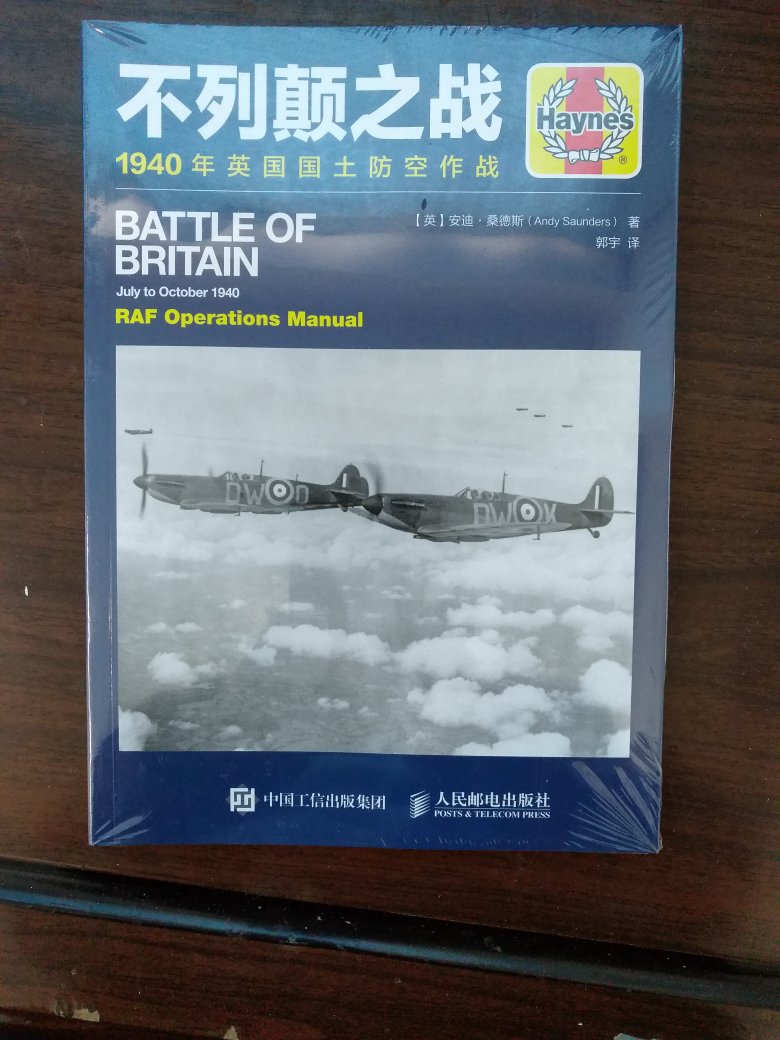 不列颠之战
Haynes
®
1940年英国国土防空作战
BATTLE OF
BRITAIN
July to October 1940
RAF Operations Manual
【英】安迪·桑德斯（Andy Saunders） 著
郭宇 译
DW O
DW K
中国工信出版集团
人民邮电出版社
POSTS & TELECOM PRESS